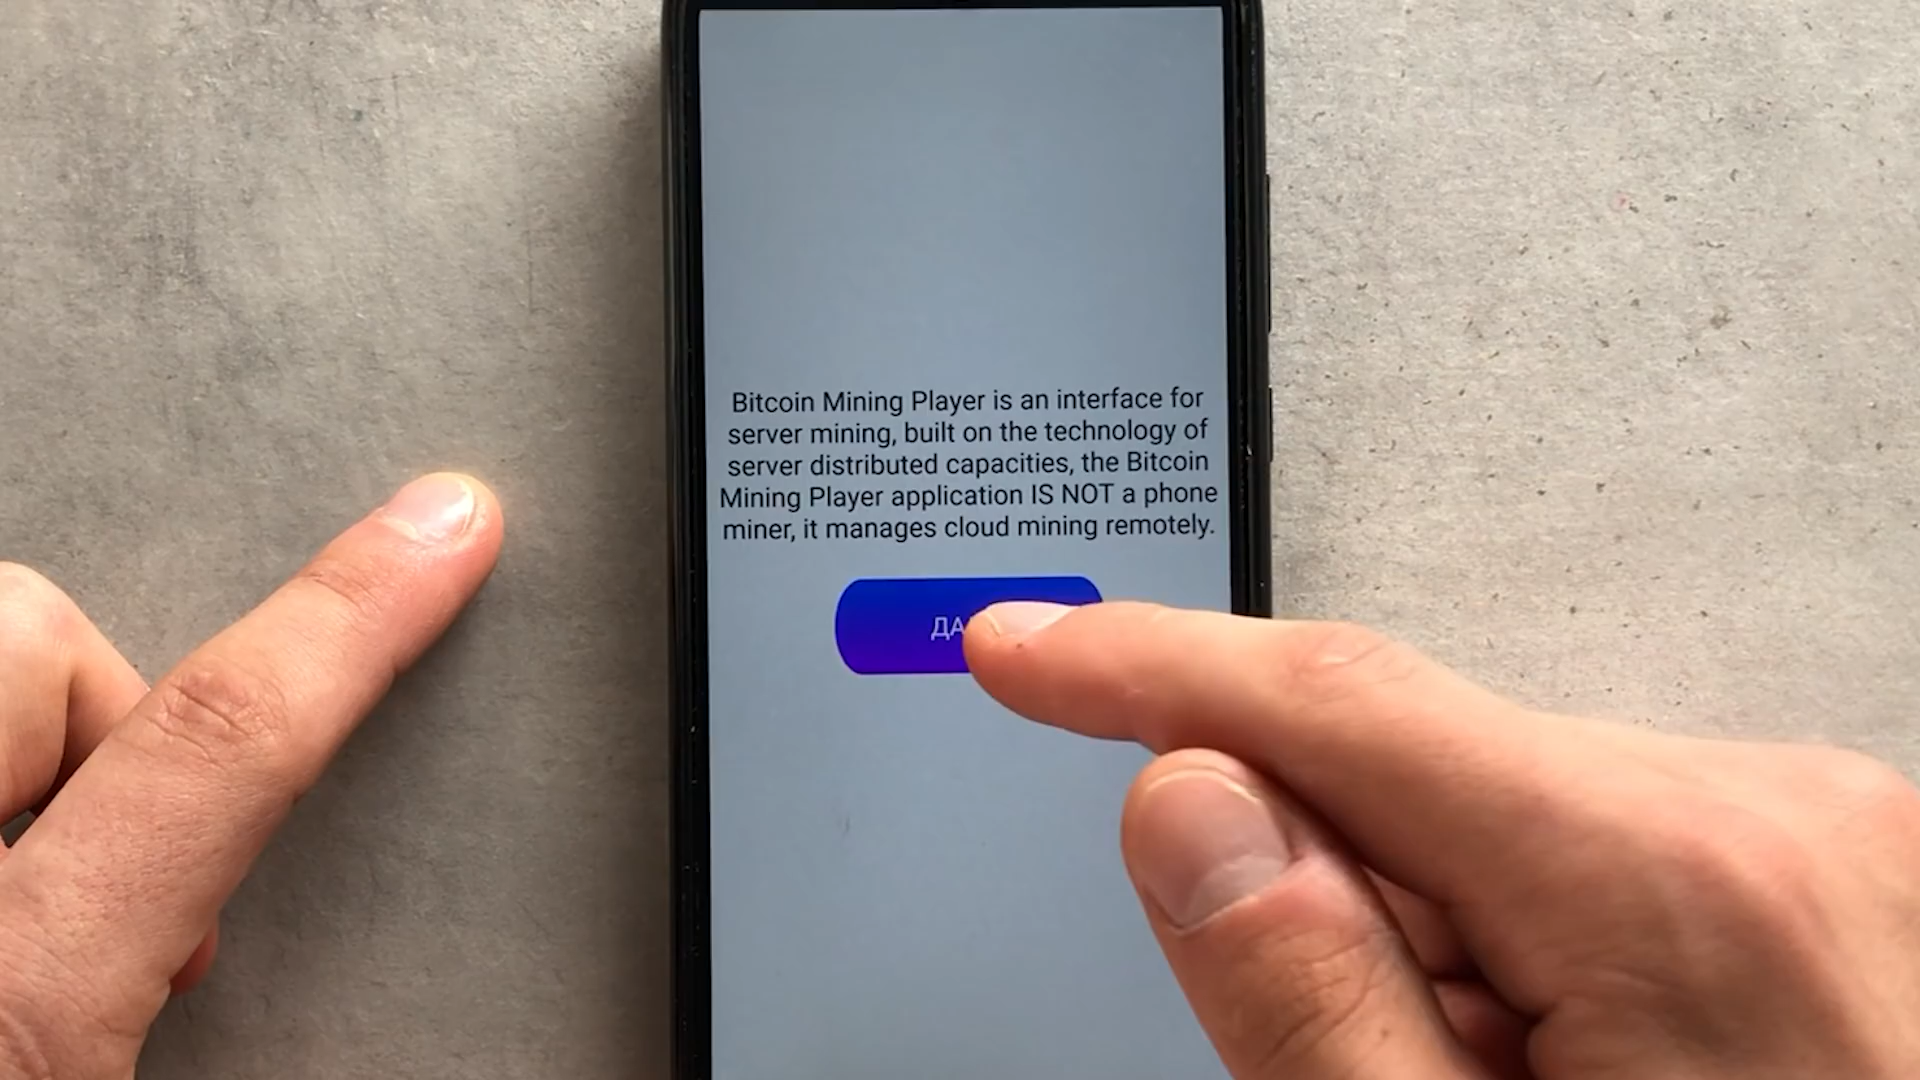 Bitcoin Mining Player is an interface for
server mining, built on the technology of
server distributed capacities, the Bitcoin
Mining Player application IS NOT a phone
miner, it manages cloud mining remotely.